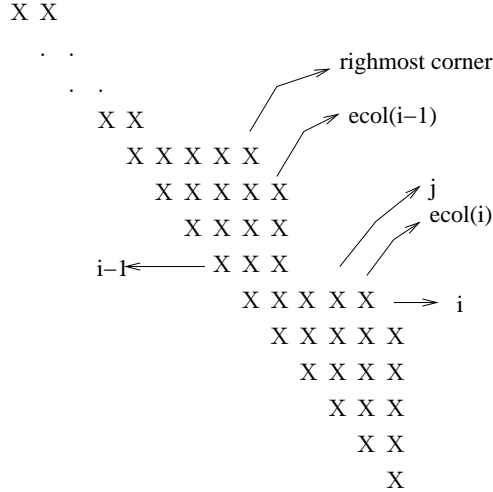 X X
. .
. .
righmost corner
X X
ecol(i−1)
X X X X X
X X X X X
j
X X X X
ecol(i)
i−1
X X X
X X X X X
i
X X X X X
X X X X
X X X
X X
X